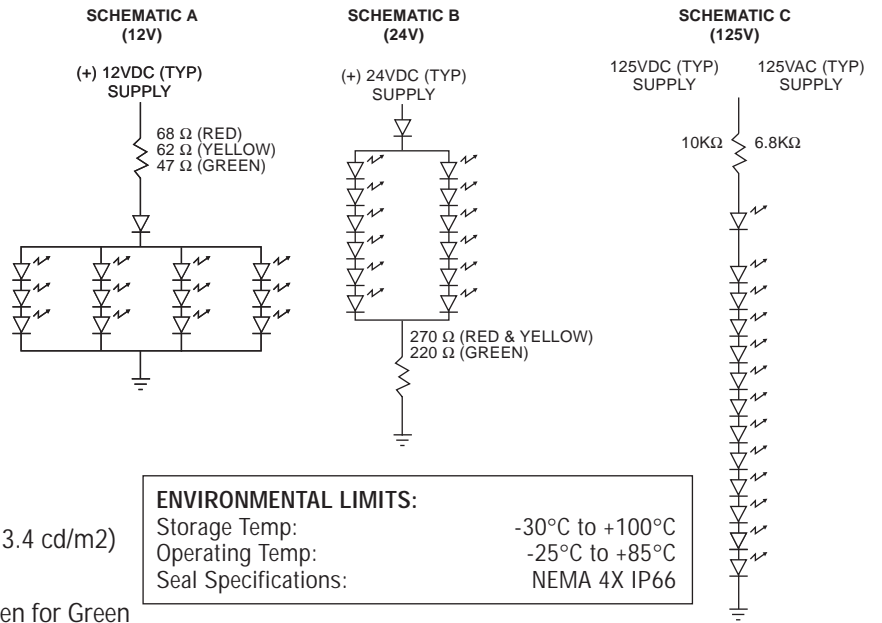 SCHEMATIC A
(12V)
(+) 12VDC (TYP)
SUPPLY
68 Ω (RED)
62 Ω (YELLOW)
47 Ω (GREEN)
SCHEMATIC B
(24V)
(+) 24VDC (TYP)
SUPPLY
270 Ω (RED & YELLOW)
220 Ω (GREEN)
SCHEMATIC C
(125V)
125VDC (TYP)
SUPPLY
125VAC (TYP)
SUPPLY
10KΩ
6.8KΩ
3.4 cd/m2)
en for Green
ENVIRONMENTAL LIMITS:
Storage Temp: -30°C to +100°C
Operating Temp: -25°C to +85°C
Seal Specifications: NEMA 4X IP66